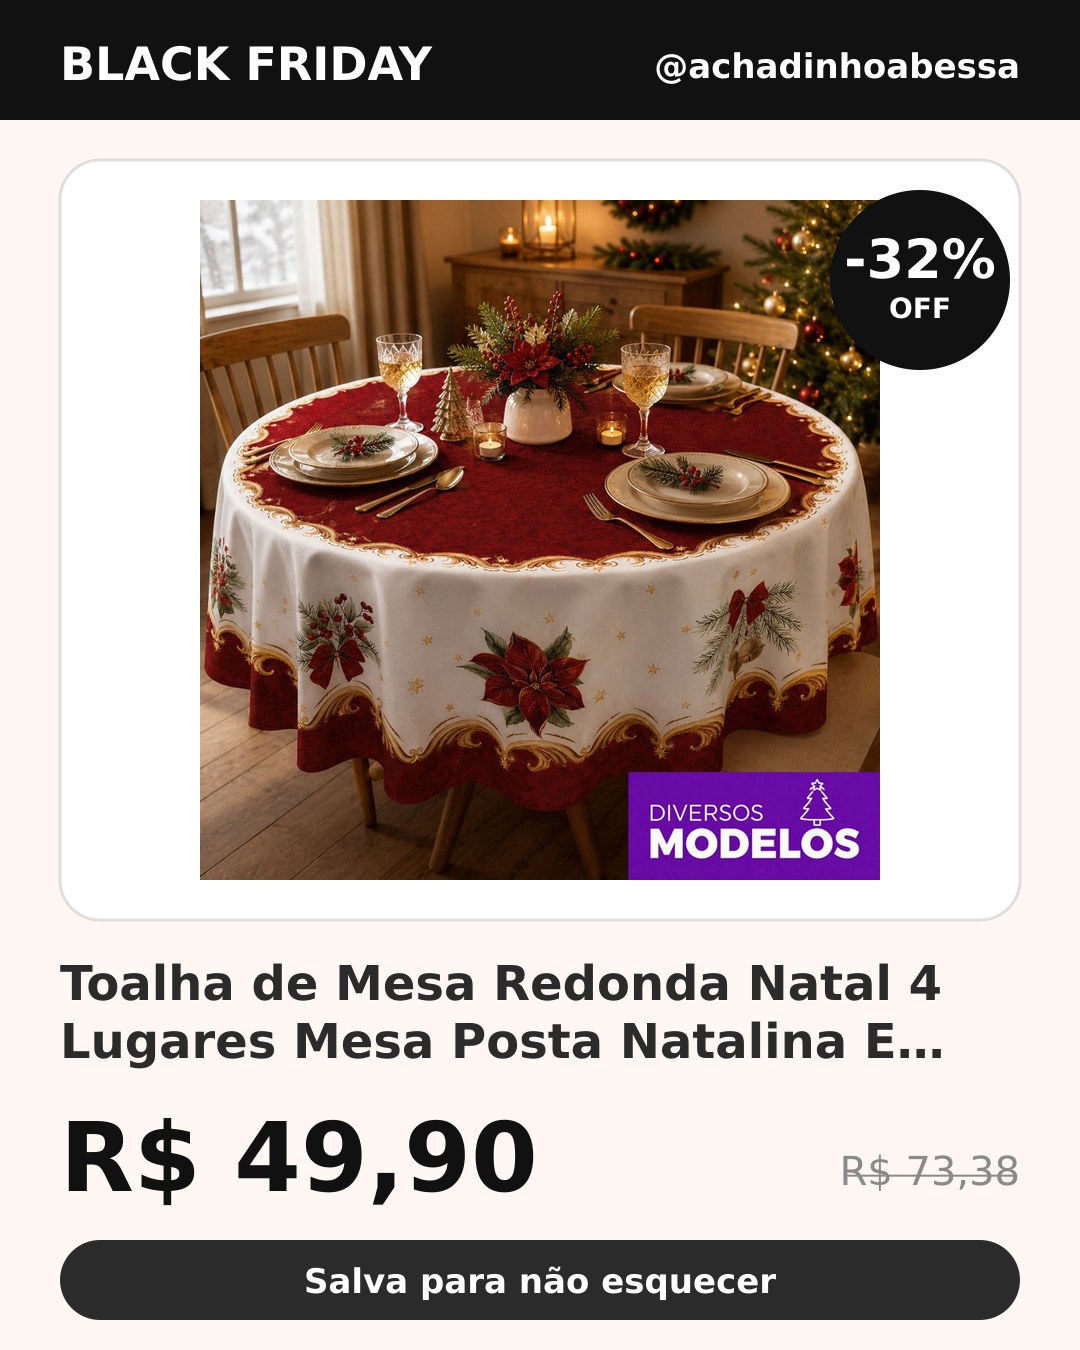 BLACK FRIDAY
@achadinhoabessa
-32%
OFF
DIVERSOS
MODELOS
Toalha de Mesa Redonda Natal 4
Lugares Mesa Posta Natalina E...
R$ 49,90
R$ 73,38
Salva para não esquecer